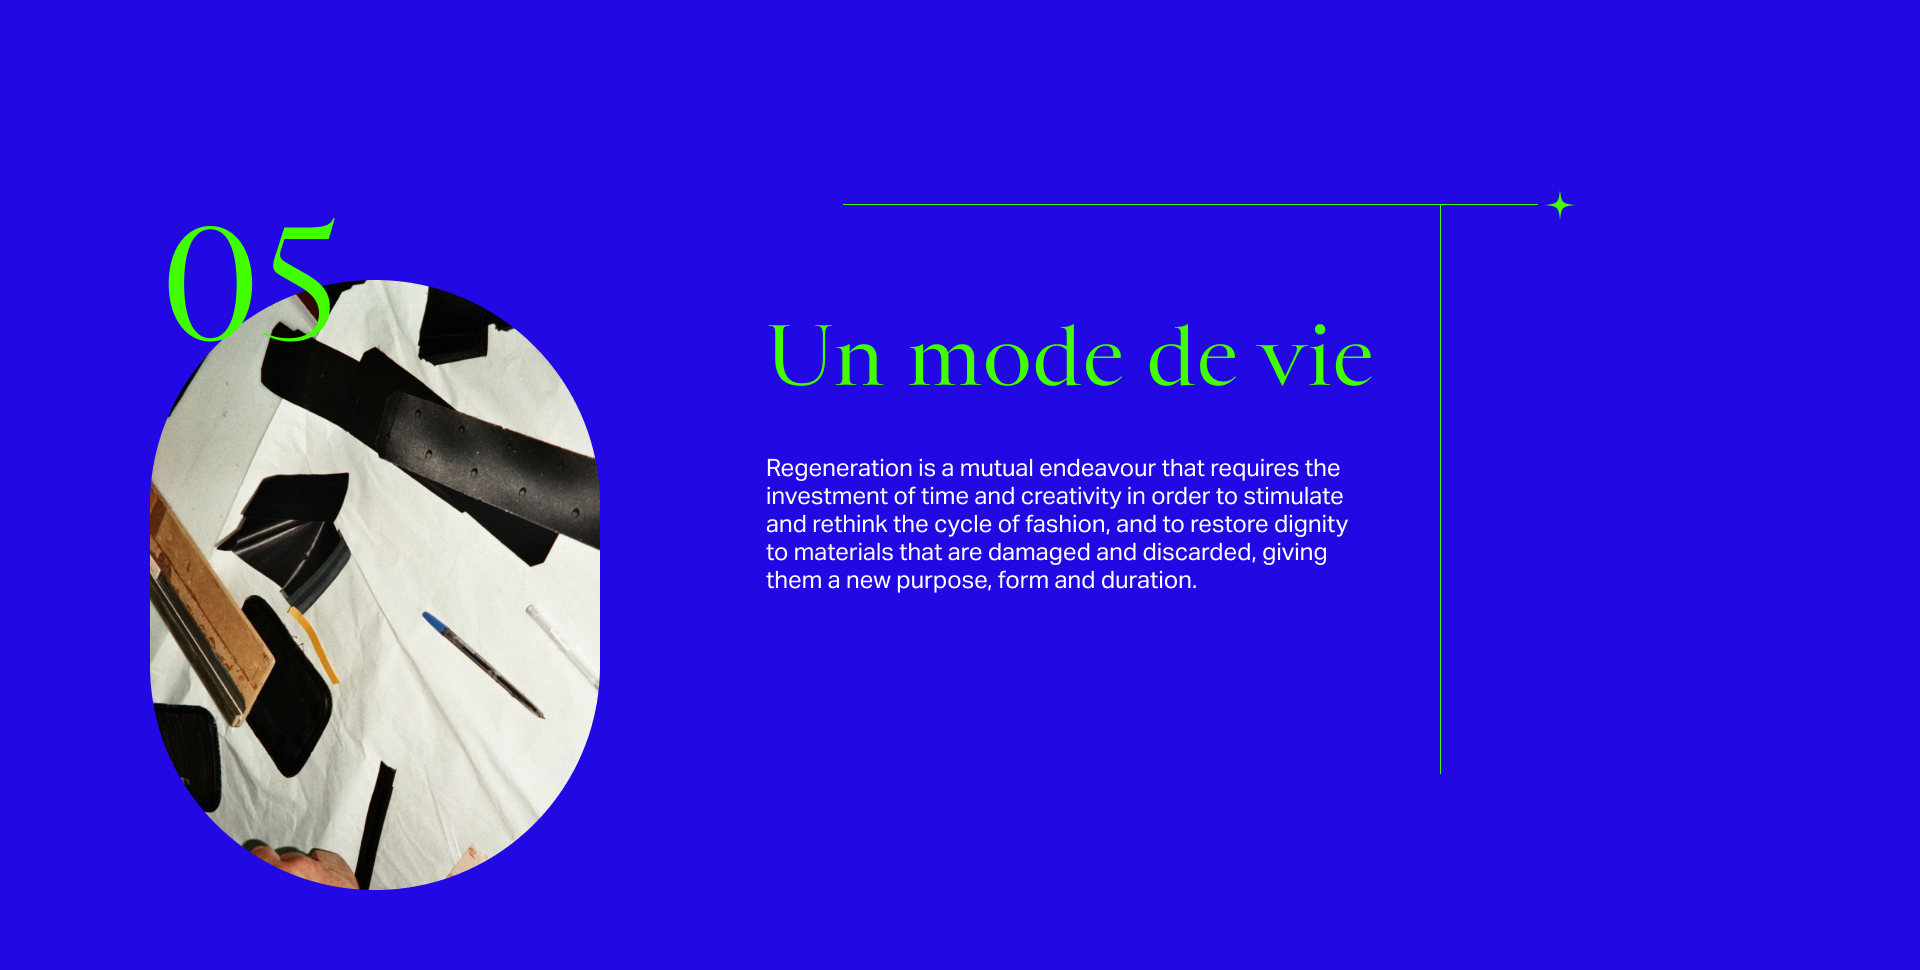 05
Un mode de vie
Regeneration is a mutual endeavour that requires the
investment of time and creativity in order to stimulate
and rethink the cycle of fashion, and to restore dignity
to materials that are damaged and discarded, giving
them a new purpose, form and duration.